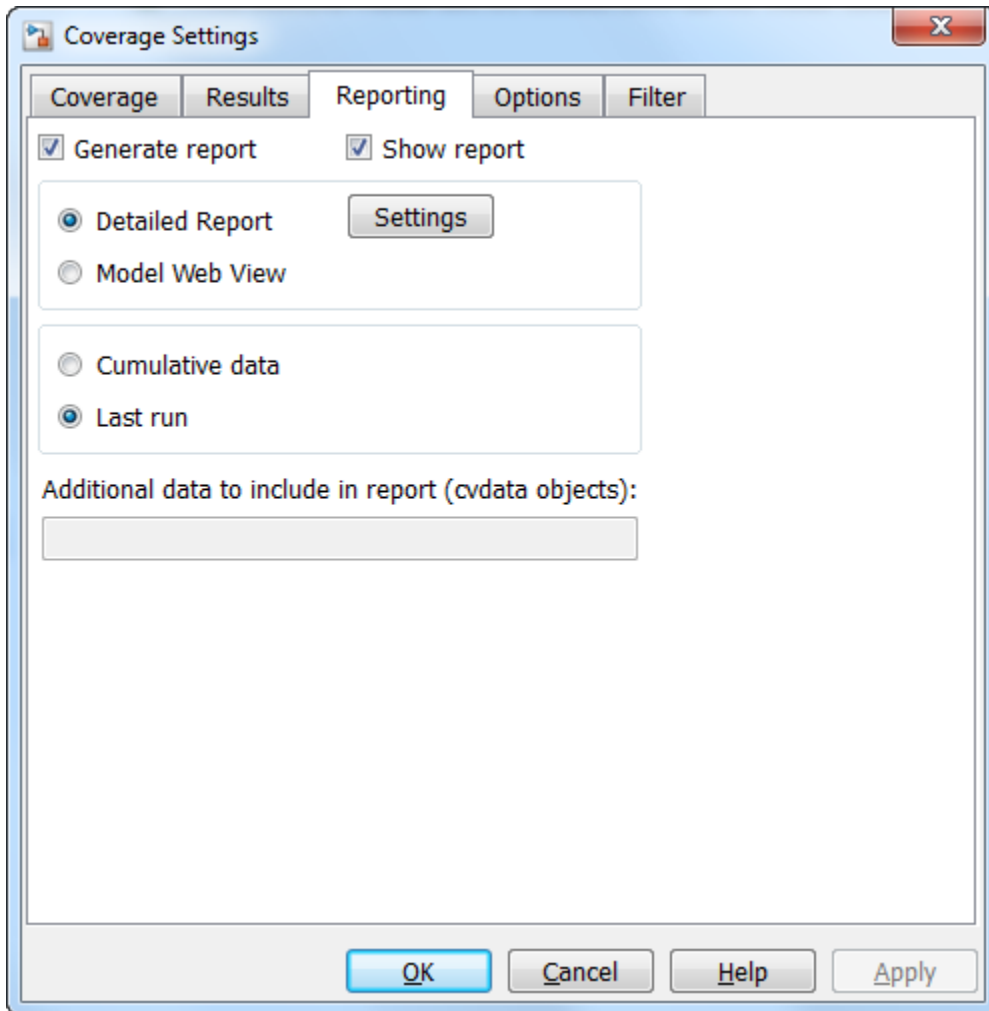 Coverage Settings
Coverage Results Reporting Options Filter
Generate report Show report
Detailed Report Settings
Model Web View
Cumulative data
Last run
Additional data to include in report (cvdata objects):
OK Cancel Help Apply